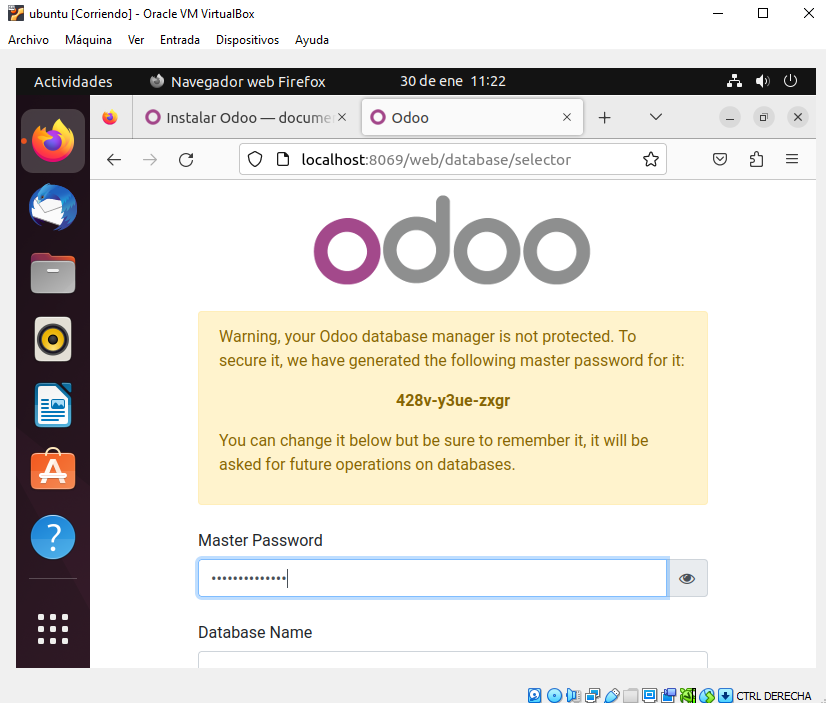 ubuntu [Corriendo] - Oracle VM VirtualBox
Archivo Máquina Ver Entrada Dispositivos Ayuda
Actividades Navegador web Firefox 30 de ene 11:22
Instalar Odoo — docume Odoo
localhost:8069/web/database/selector
odoo
Warning, your Odoo database manager is not protected. To
secure it, we have generated the following master password for it:
428v-y3ue-zxgr
You can change it below but be sure to remember it, it will be
asked for future operations on databases.
Master Password
••••••••••••••
Database Name
CTRL DERECHA